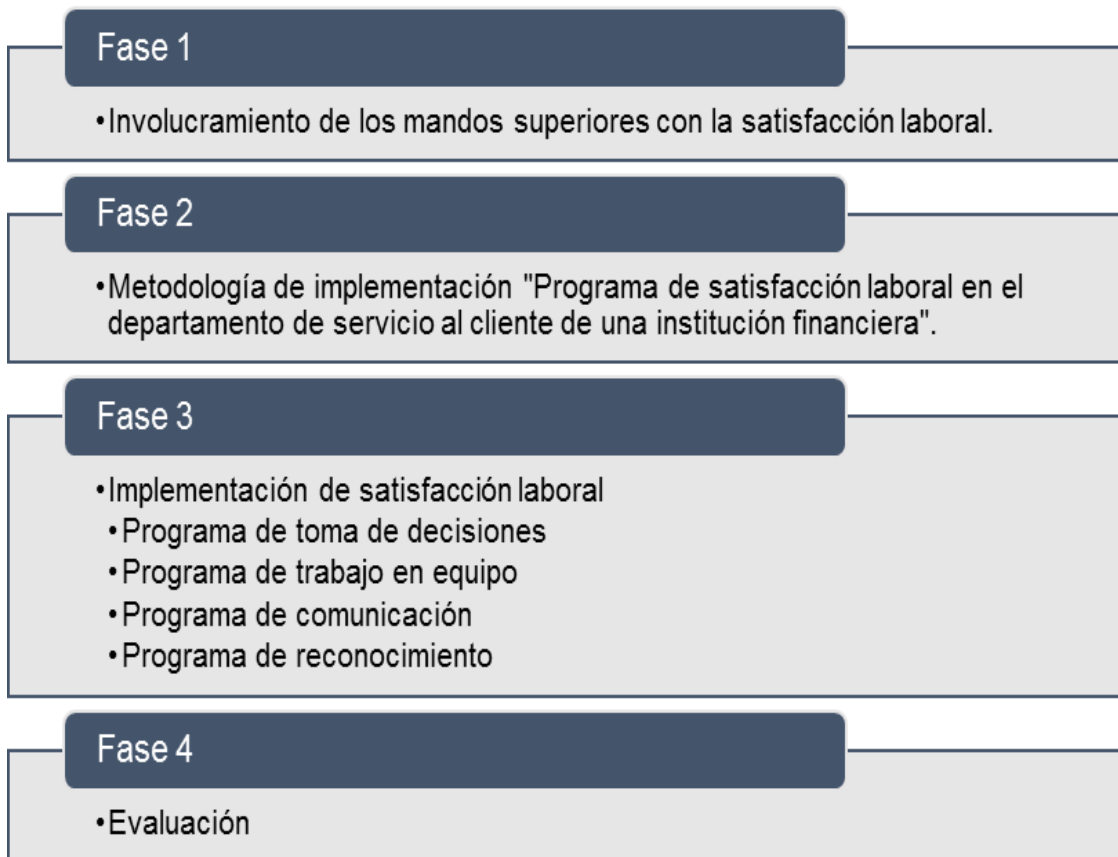 Fase 1
•Involucramiento de los mandos superiores con la satisfacción laboral.
Fase 2
•Metodología de implementación "Programa de satisfacción laboral en el
departamento de servicio al cliente de una institución financiera".
Fase 3
•Implementación de satisfacción laboral
•Programa de toma de decisiones
•Programa de trabajo en equipo
•Programa de comunicación
•Programa de reconocimiento
Fase 4
•Evaluación